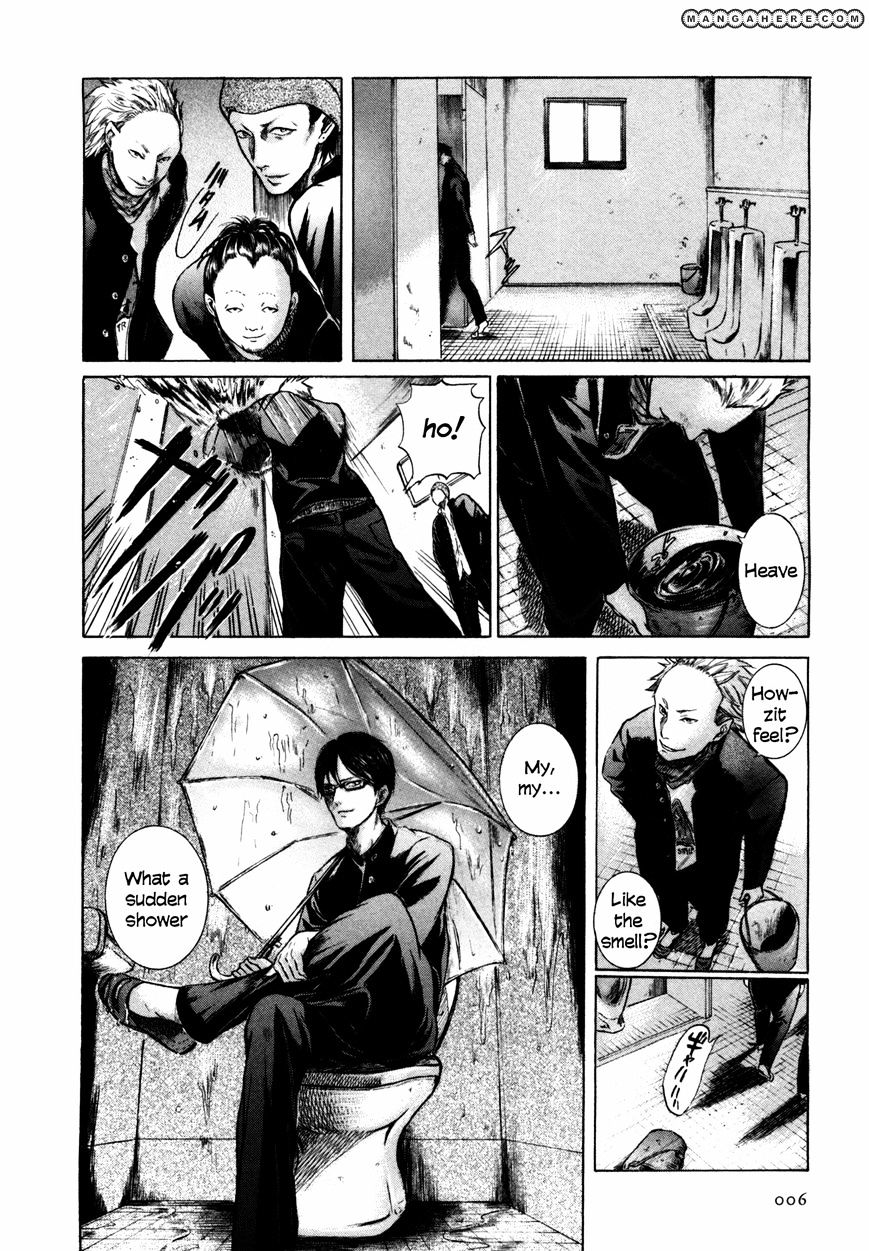 MANGAHERE.COM
Heave
ho!
How-
zit
feel?
Like
the
smell?
My,
my...
What a
sudden
shower
006